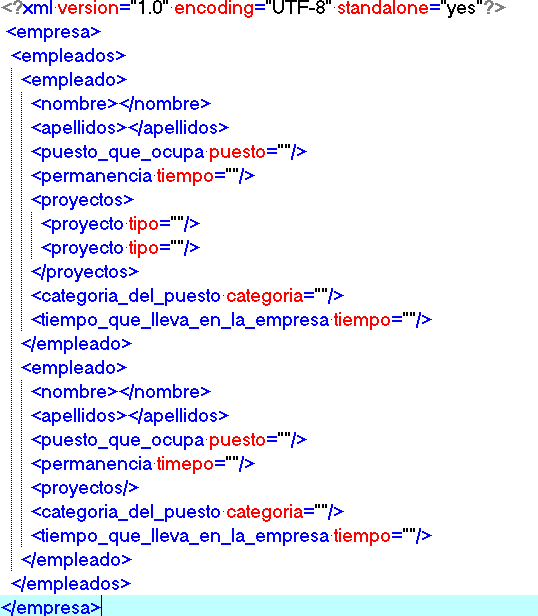 <?xml version="1.0" encoding="UTF-8" standalone="yes"?>
<empresa>
<empleados>
<empleado>
<nombre></nombre>
<apellidos></apellidos>
<puesto_que_ocupa puesto=""/>
<permanencia tiempo=""/>
<proyectos>
<proyecto tipo=""/>
<proyecto tipo=""/>
</proyectos>
<categoria_del_puesto categoria=""/>
<tiempo_que_lleva_en_la_empresa tiempo=""/>
</empleado>
<empleado>
<nombre></nombre>
<apellidos></apellidos>
<puesto_que_ocupa puesto=""/>
<permanencia timepo=""/>
<proyectos/>
<categoria_del_puesto categoria=""/>
<tiempo_que_lleva_en_la_empresa tiempo=""/>
</empleado>
</empleados>
</empresa>